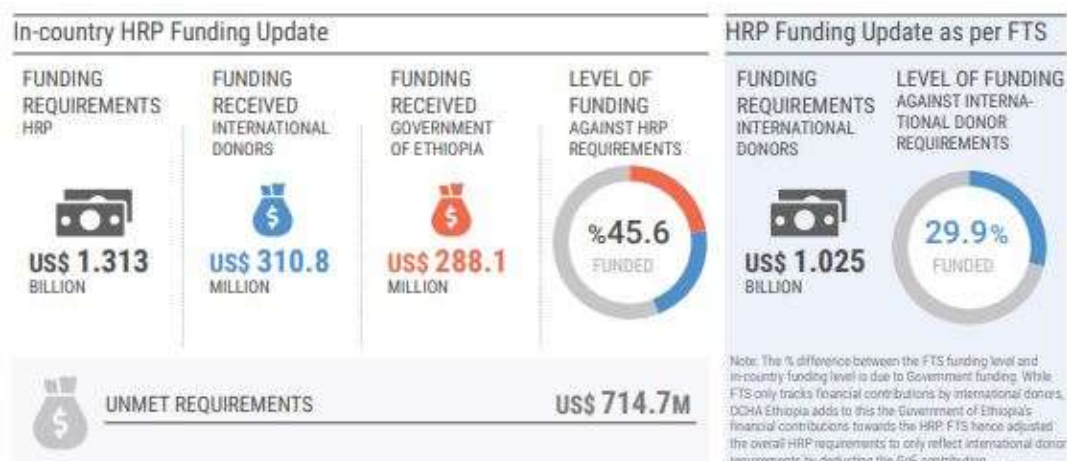 In-country HRP Funding Update
FUNDING
REQUIREMENTS
HRP
US$ 1.313
BILLION
FUNDING
RECEIVED
INTERNATIONAL
DONORS
$
US$ 310.8
MILLION
FUNDING
RECEIVED
GOVERNMENT
OF ETHIOPIA
$
US$ 288.1
MILLION
LEVEL OF
FUNDING
AGAINST HRP
REQUIREMENTS
%45.6
FUNDED
$
UNMET REQUIREMENTS
US$ 714.7M
HRP Funding Update as per FTS
FUNDING
REQUIREMENTS
INTERNATIONAL
DONORS
US$ 1.025
BILLION
LEVEL OF FUNDING
AGAINST INTERNA-
TIONAL DONOR
REQUIREMENTS
29.9%
FUNDED
Note: The % difference between the FTS funding level and
in-country funding level is due to Government funding. While
FTS only tracks financial contributions by international donors,
OCHA Ethiopia adds to this the Government of Ethiopia's
financial contributions towards the HRP. FTS hence adjusted
the overall HRP requirements to only reflect international donor
requirements by deducting the GoE contribution